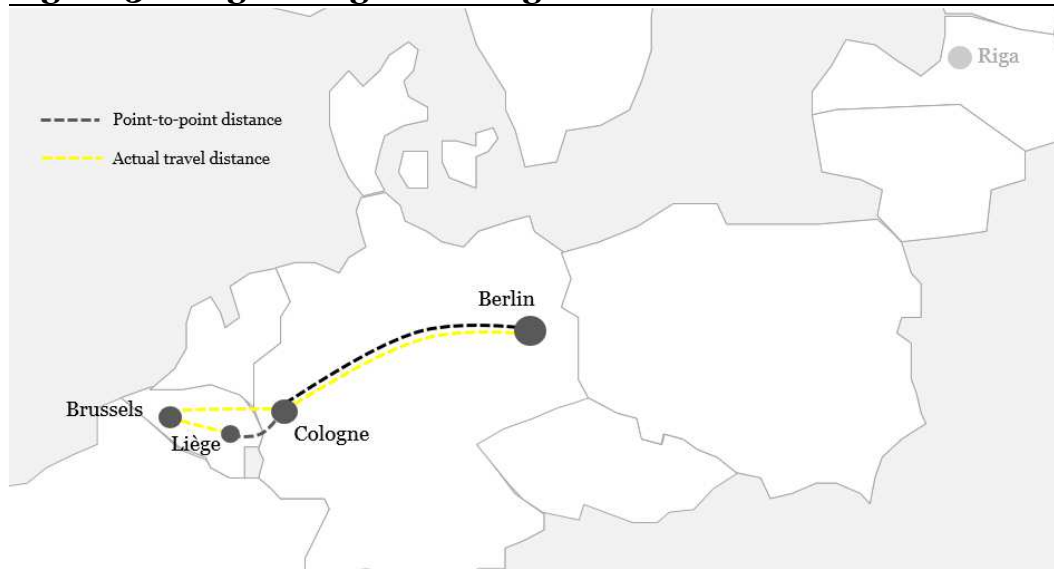 Riga
Point-to-point distance
Actual travel distance
Berlin
Brussels
Liège
Cologne